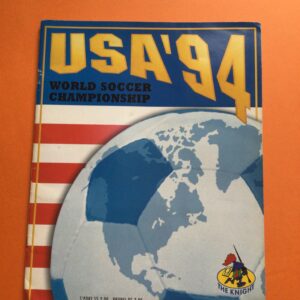 USA'94
WORLD SOCCER
CHAMPIONSHIP
THE KNIGHT